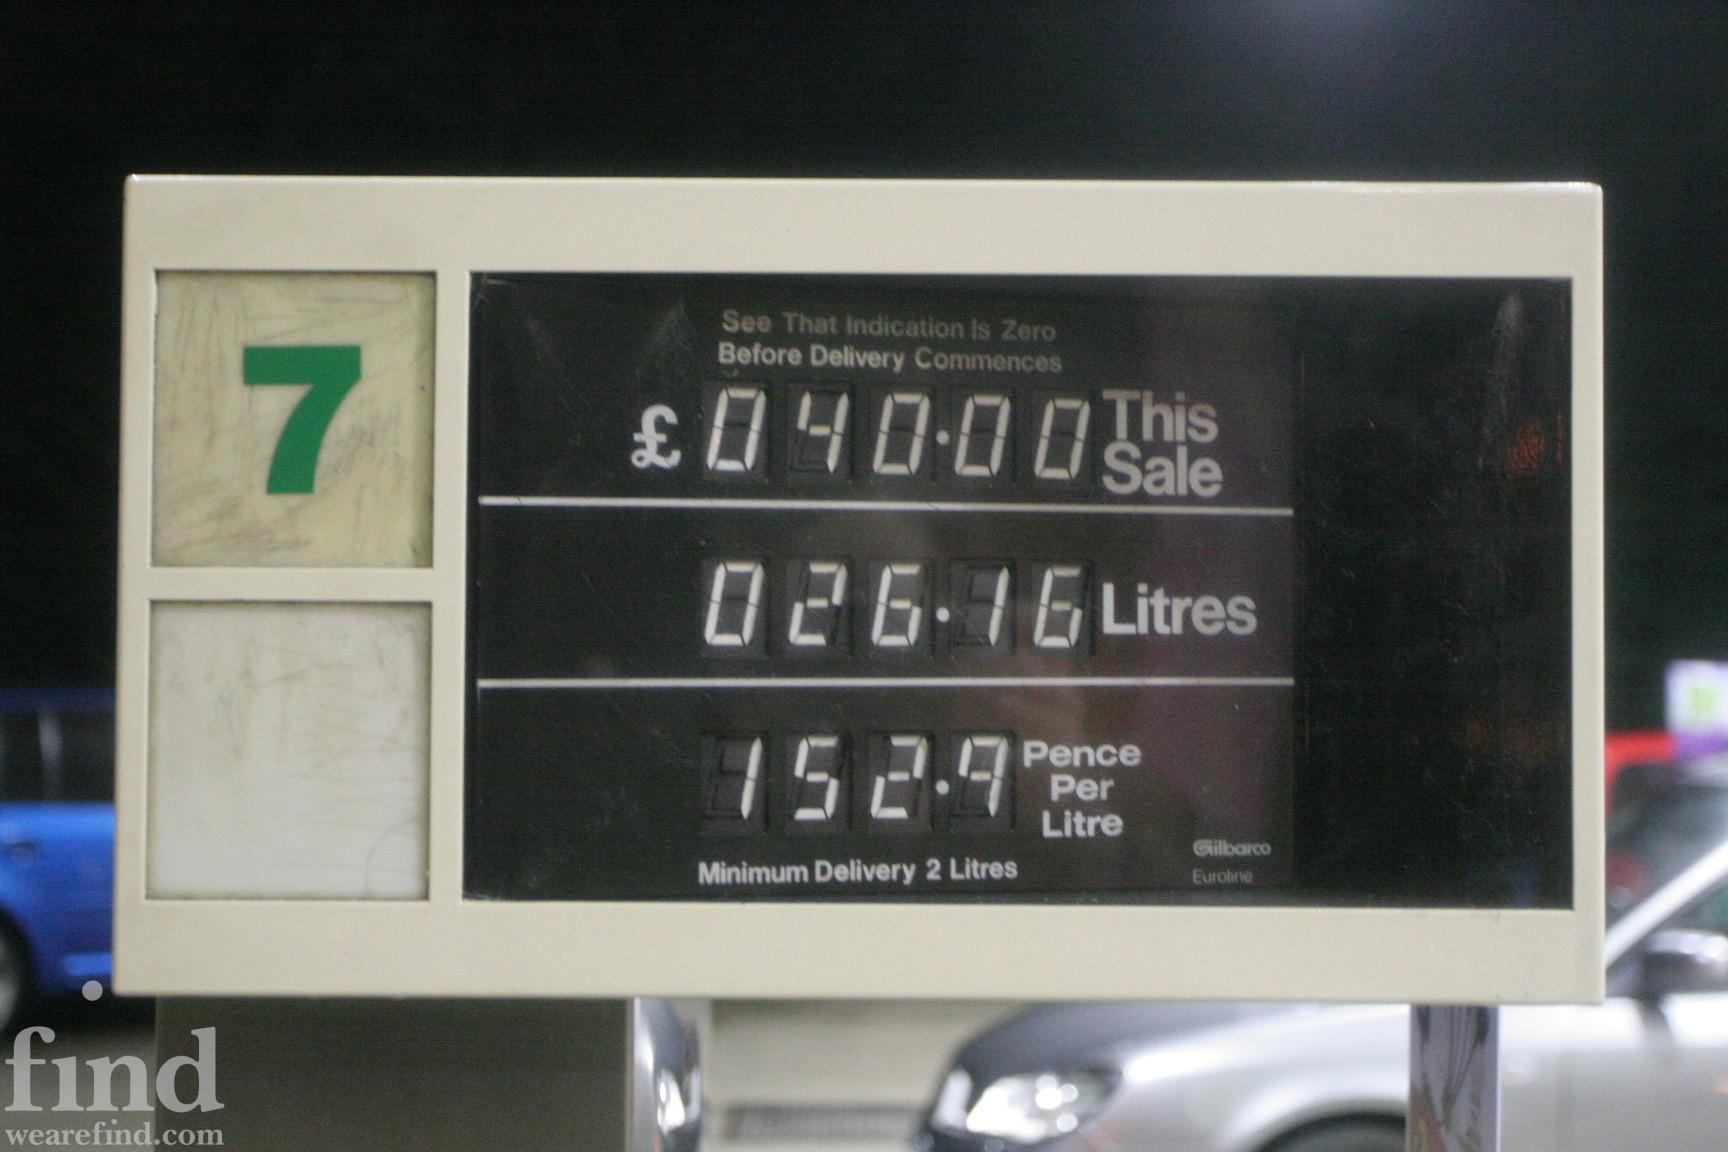 7
See That Indication Is Zero
Before Delivery Commences
£ 040.00 This Sale
026.16 Litres
152.9 Pence Per Litre
Minimum Delivery 2 Litres
Gilbarco
Euroline
find
wearefind.com